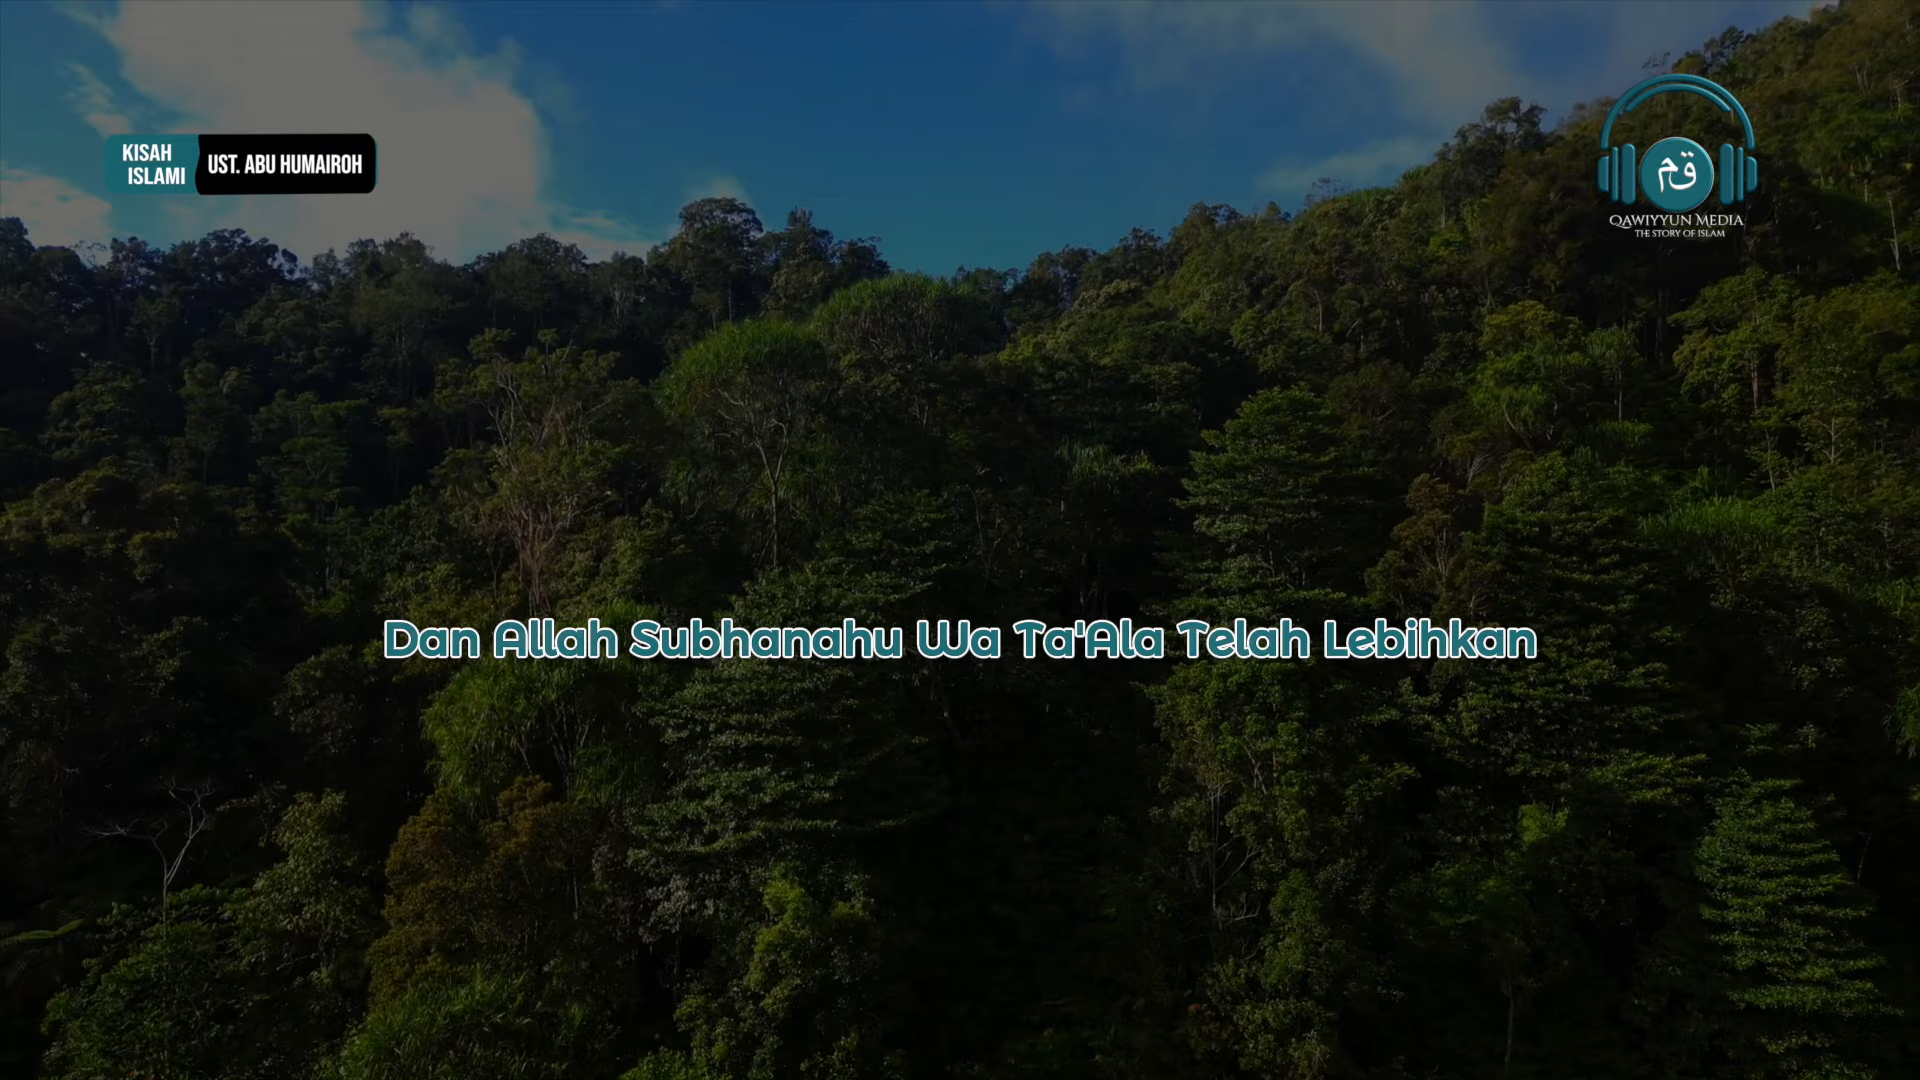 KISAH
ISLAMI
UST. ABU HUMAIROH
قم
QAWIYYUN MEDIA
THE STORY OF ISLAM
Dan Allah Subhanahu Wa Ta'Ala Telah Lebihkan